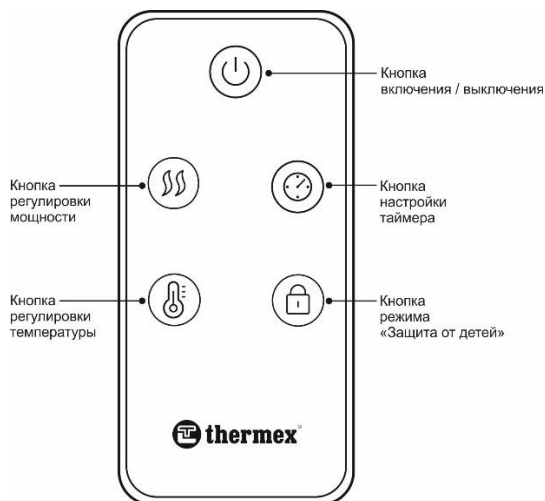 Кнопка
включения / выключения
Кнопка
регулировки
мощности
Кнопка
настройки
таймера
Кнопка
регулировки
температуры
Кнопка
режима
«Защита от детей»
thermex®